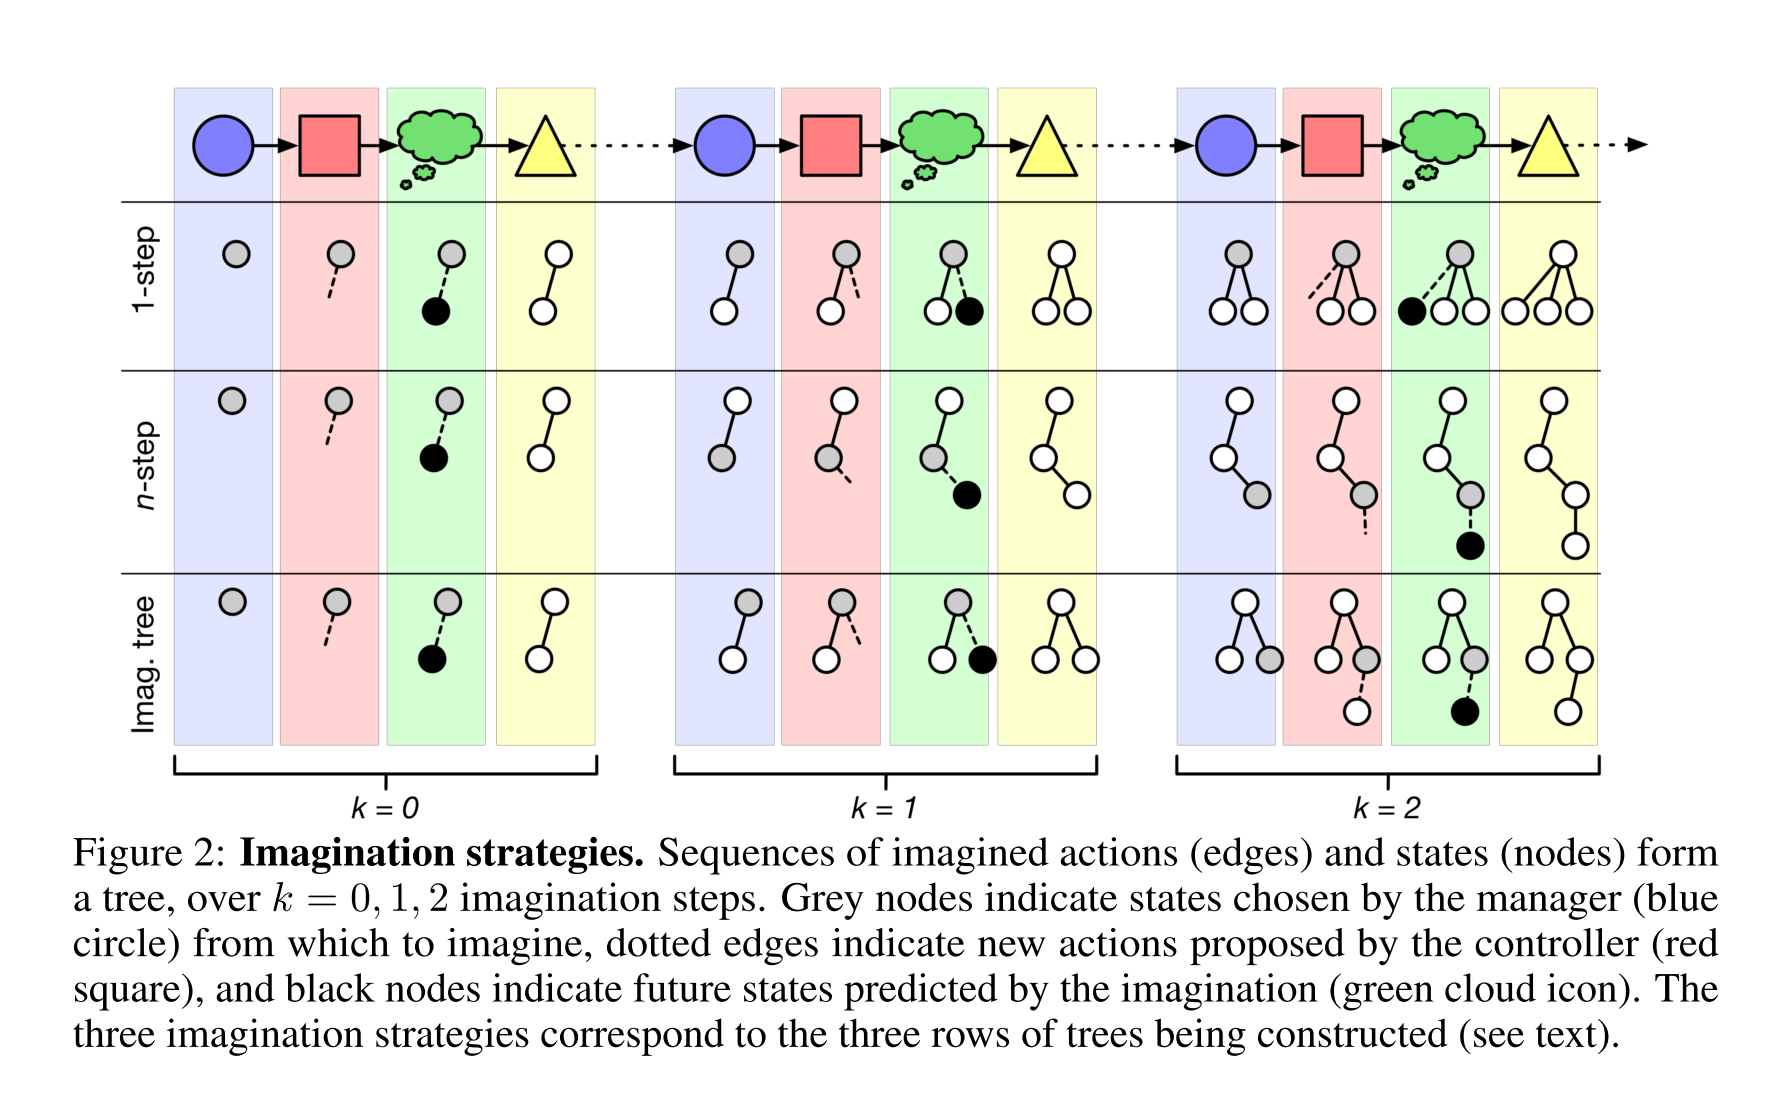 1-step
n-step
Imag. tree
k = 0
k = 1
k = 2
Figure 2: Imagination strategies. Sequences of imagined actions (edges) and states (nodes) form
a tree, over k = 0, 1, 2 imagination steps. Grey nodes indicate states chosen by the manager (blue
circle) from which to imagine, dotted edges indicate new actions proposed by the controller (red
square), and black nodes indicate future states predicted by the imagination (green cloud icon). The
three imagination strategies correspond to the three rows of trees being constructed (see text).